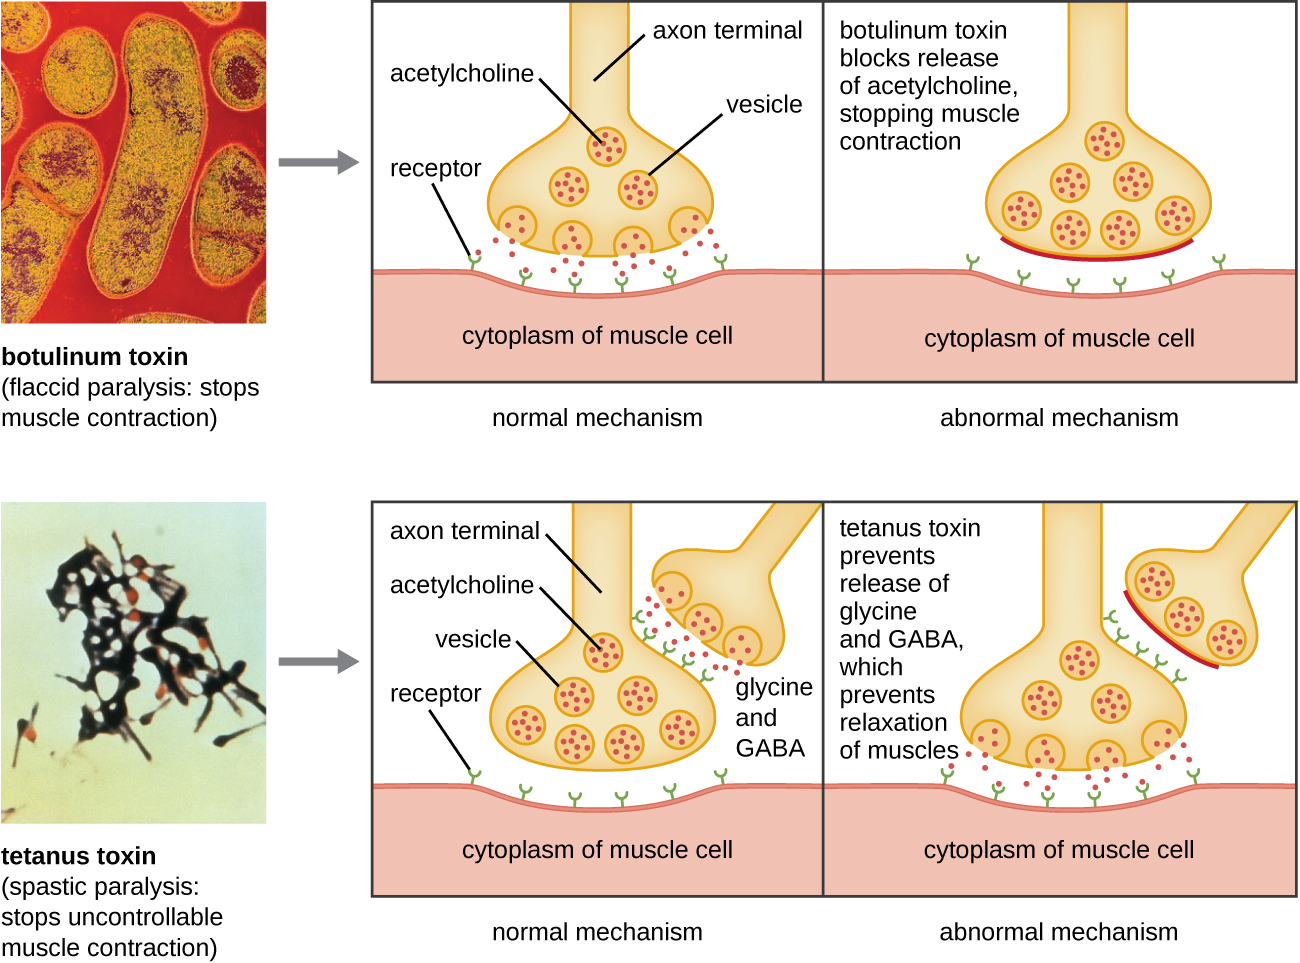 axon terminal
acetylcholine
vesicle
receptor
cytoplasm of muscle cell
botulinum toxin
blocks release
of acetylcholine,
stopping muscle
contraction
cytoplasm of muscle cell
botulinum toxin
(flaccid paralysis: stops
muscle contraction)
normal mechanism
abnormal mechanism
axon terminal
acetylcholine
vesicle
receptor
glycine
and
GABA
cytoplasm of muscle cell
tetanus toxin
prevents
release of
glycine
and GABA,
which
prevents
relaxation
of muscles
cytoplasm of muscle cell
tetanus toxin
(spastic paralysis:
stops uncontrollable
muscle contraction)
normal mechanism
abnormal mechanism